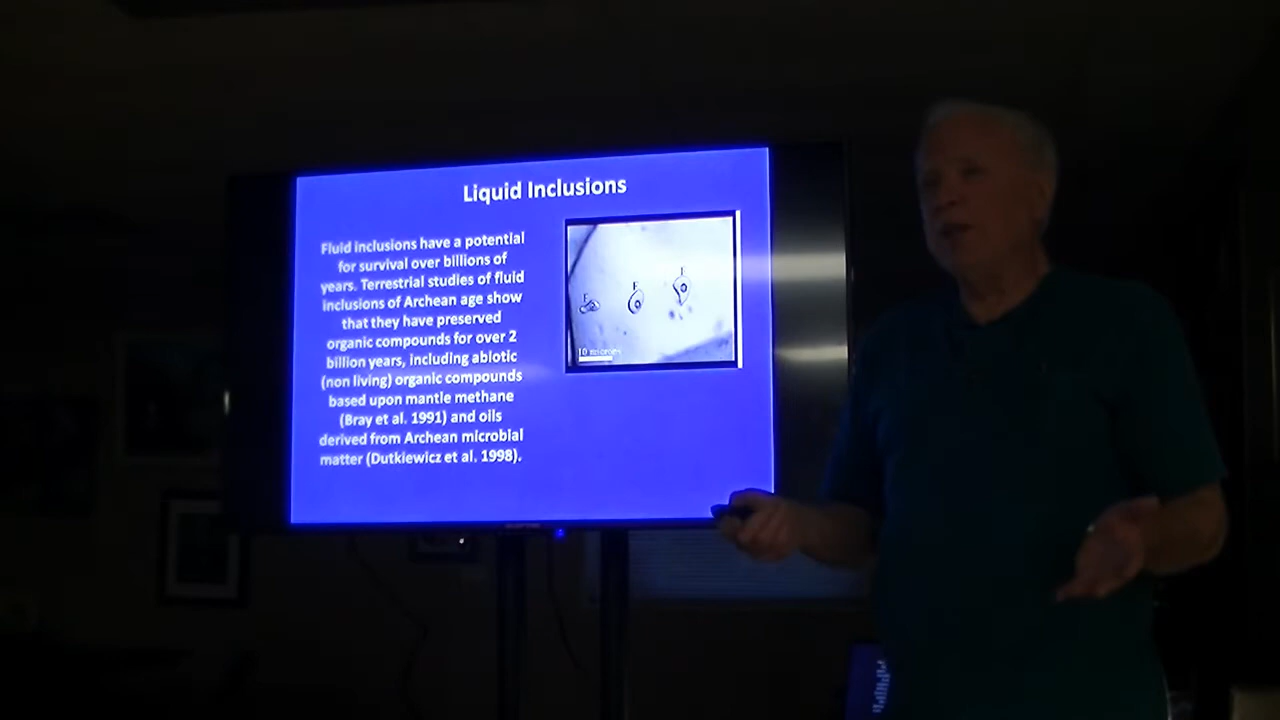 Liquid Inclusions
Fluid inclusions have a potential
for survival over billions of
years. Terrestrial studies of fluid
inclusions of Archean age show
that they have preserved
organic compounds for over 2
billion years, including abiotic
(non living) organic compounds
based upon mantle methane
(Bray et al. 1991) and oils
derived from Archean microbial
matter (Dutkiewicz et al. 1998).
F
F
10 microns